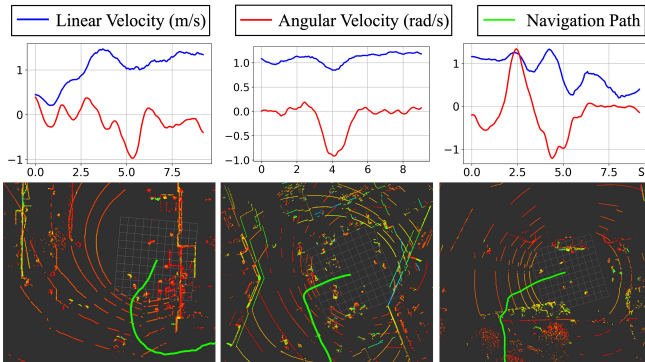 Linear Velocity (m/s)
Angular Velocity (rad/s)
Navigation Path
1
0
−1
0.0 2.5 5.0 7.5
1.0
0.5
0.0
−0.5
−1.0
0 2 4 6 8
1
0
−1
0.0 2.5 5.0 7.5 S